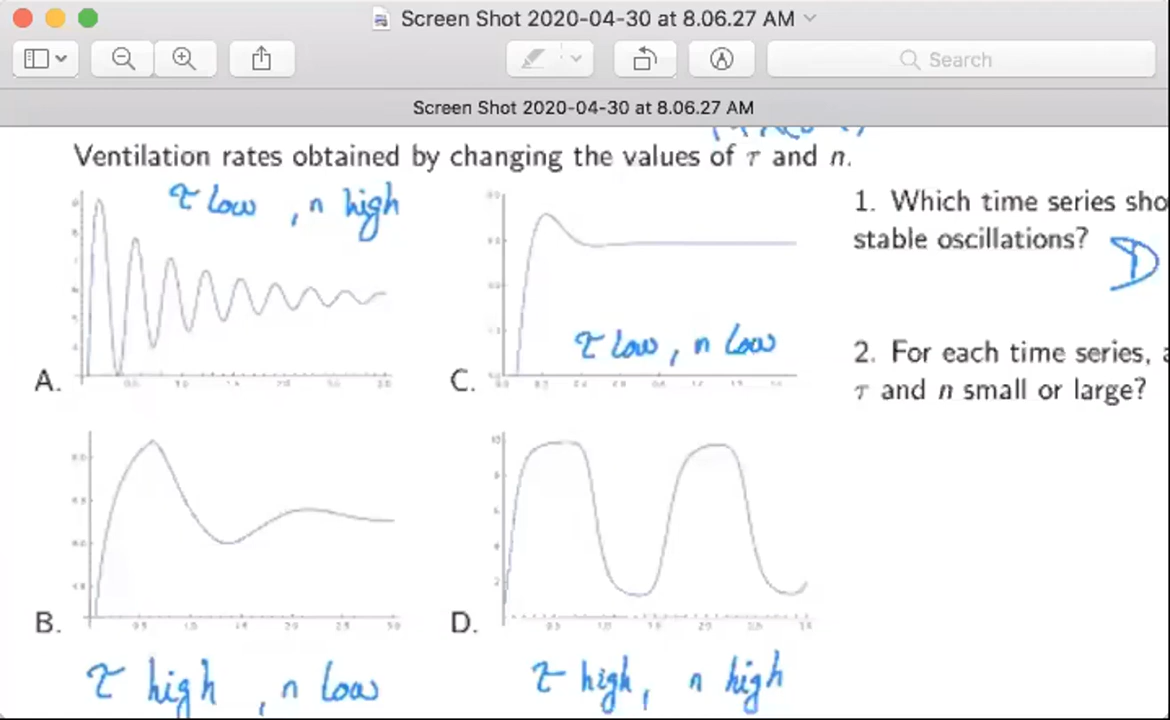 Screen Shot 2020-04-30 at 8.06.27 AM
Search
Screen Shot 2020-04-30 at 8.06.27 AM
Ventilation rates obtained by changing the values of τ and n.
τ low , n high
A.
τ low , n low
C.
1. Which time series sho
stable oscillations? D
2. For each time series, a
τ and n small or large?
B.
D.
τ high , n low
τ high, n high